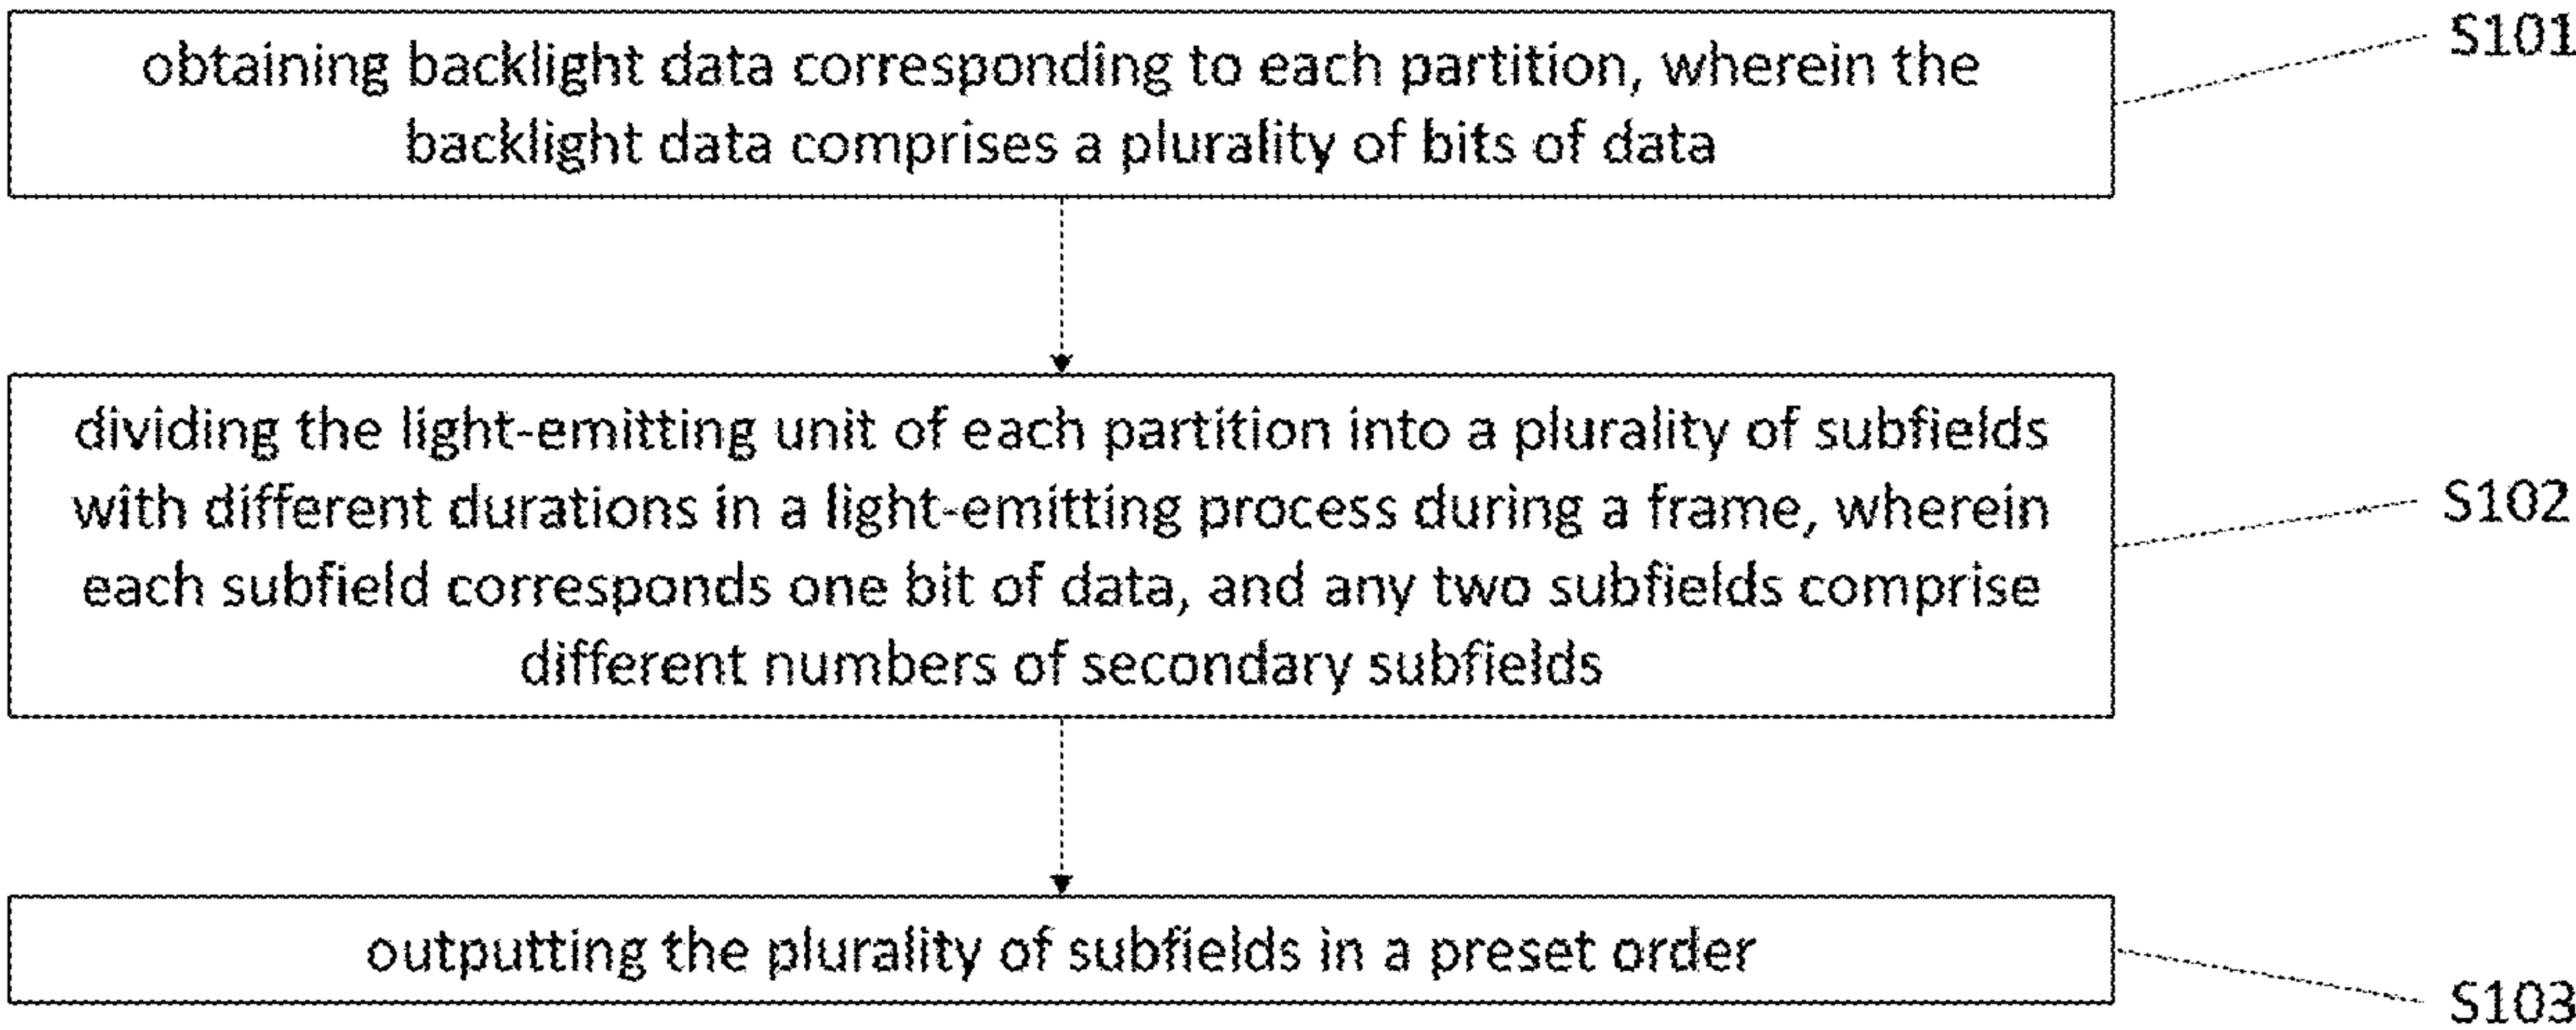 obtaining backlight data corresponding to each partition, wherein the
backlight data comprises a plurality of bits of data
S101
dividing the light-emitting unit of each partition into a plurality of subfields
with different durations in a light-emitting process during a frame, wherein
each subfield corresponds one bit of data, and any two subfields comprise
different numbers of secondary subfields
S102
outputting the plurality of subfields in a preset order
S103